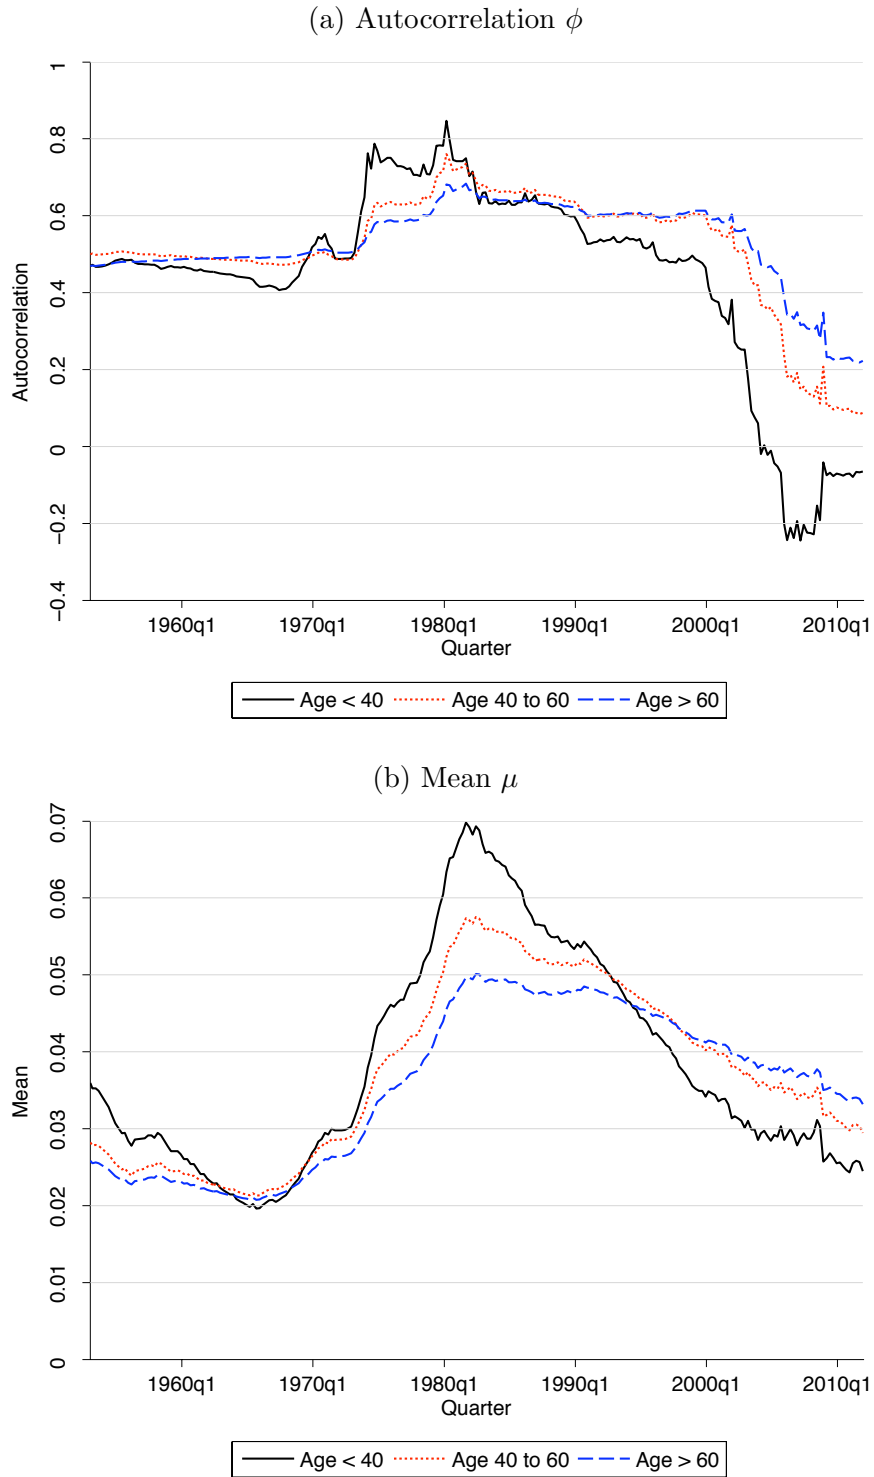 (a) Autocorrelation ϕ
1
0.8
0.6
0.4
0.2
0
−0.2
−0.4
Autocorrelation
1960q1 1970q1 1980q1 1990q1 2000q1 2010q1
Quarter
Age < 40 Age 40 to 60 Age > 60
(b) Mean μ
0.07
0.06
0.05
0.04
0.03
0.02
0.01
0
Mean
1960q1 1970q1 1980q1 1990q1 2000q1 2010q1
Quarter
Age < 40 Age 40 to 60 Age > 60